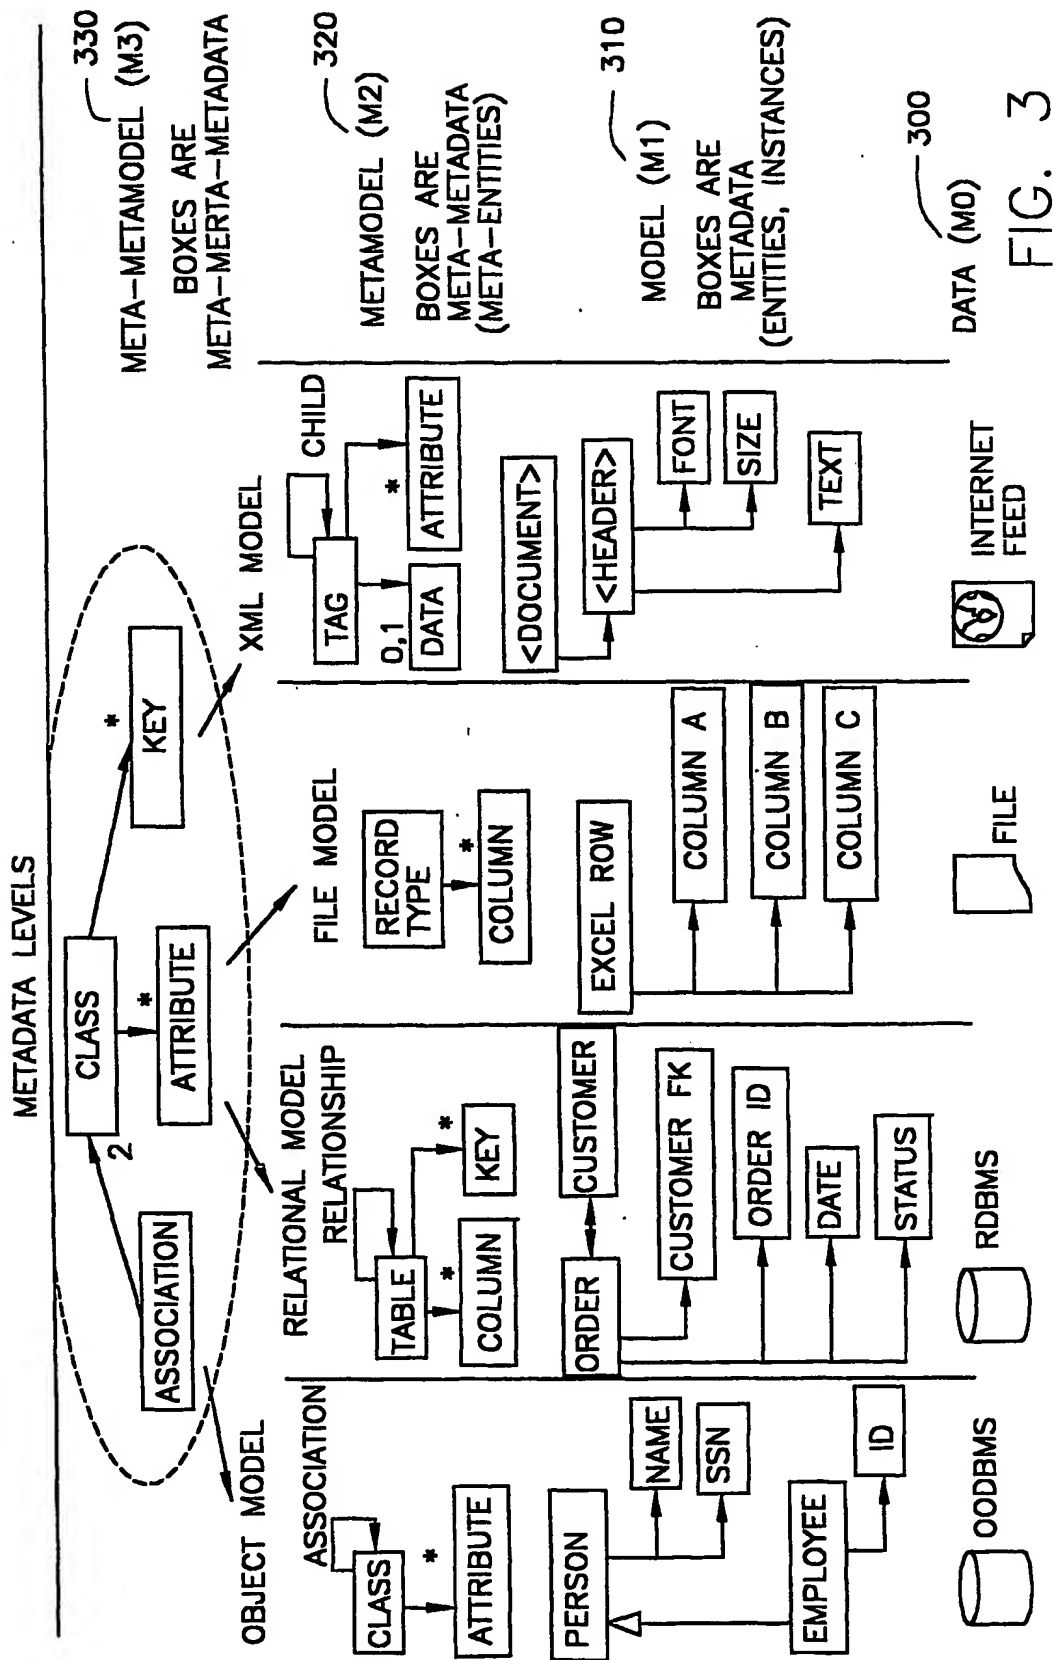 METADATA LEVELS
CLASS
2
*
*
ASSOCIATION
ATTRIBUTE
KEY
330
META-METAMODEL (M3)
BOXES ARE
META-MERTA-METADATA
OBJECT MODEL
ASSOCIATION
CLASS
*
ATTRIBUTE
RELATIONAL MODEL
RELATIONSHIP
TABLE
*
*
COLUMN
KEY
FILE MODEL
RECORD
TYPE
*
COLUMN
XML MODEL
CHILD
TAG
0,1
*
DATA
ATTRIBUTE
320
METAMODEL (M2)
BOXES ARE
META-METADATA
(META-ENTITIES)
PERSON
NAME
SSN
EMPLOYEE
ID
ORDER
CUSTOMER
CUSTOMER FK
ORDER ID
DATE
STATUS
EXCEL ROW
COLUMN A
COLUMN B
COLUMN C
<DOCUMENT>
<HEADER>
FONT
SIZE
TEXT
310
MODEL (M1)
BOXES ARE
METADATA
(ENTITIES, INSTANCES)
OODBMS
RDBMS
FILE
INTERNET
FEED
300
DATA (M0)
FIG. 3